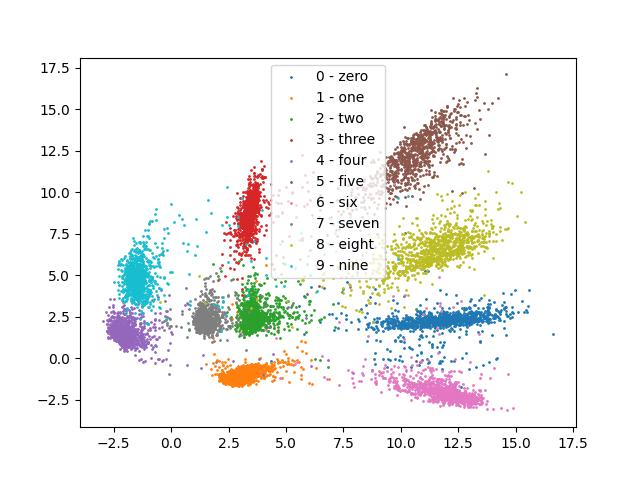 17.5
15.0
12.5
10.0
7.5
5.0
2.5
0.0
−2.5
0 - zero
1 - one
2 - two
3 - three
4 - four
5 - five
6 - six
7 - seven
8 - eight
9 - nine
−2.5 0.0 2.5 5.0 7.5 10.0 12.5 15.0 17.5